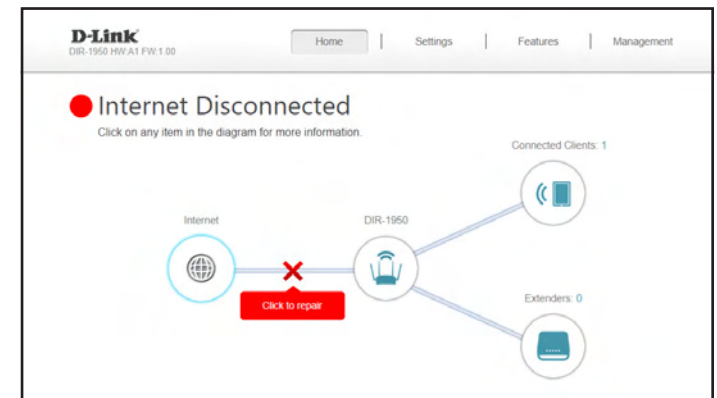 D-Link
DIR-1950 HW:A1 FW:1.00
Home | Settings | Features | Management
Internet Disconnected
Click on any item in the diagram for more information.
Connected Clients: 1
Internet
DIR-1950
Click to repair
Extenders: 0